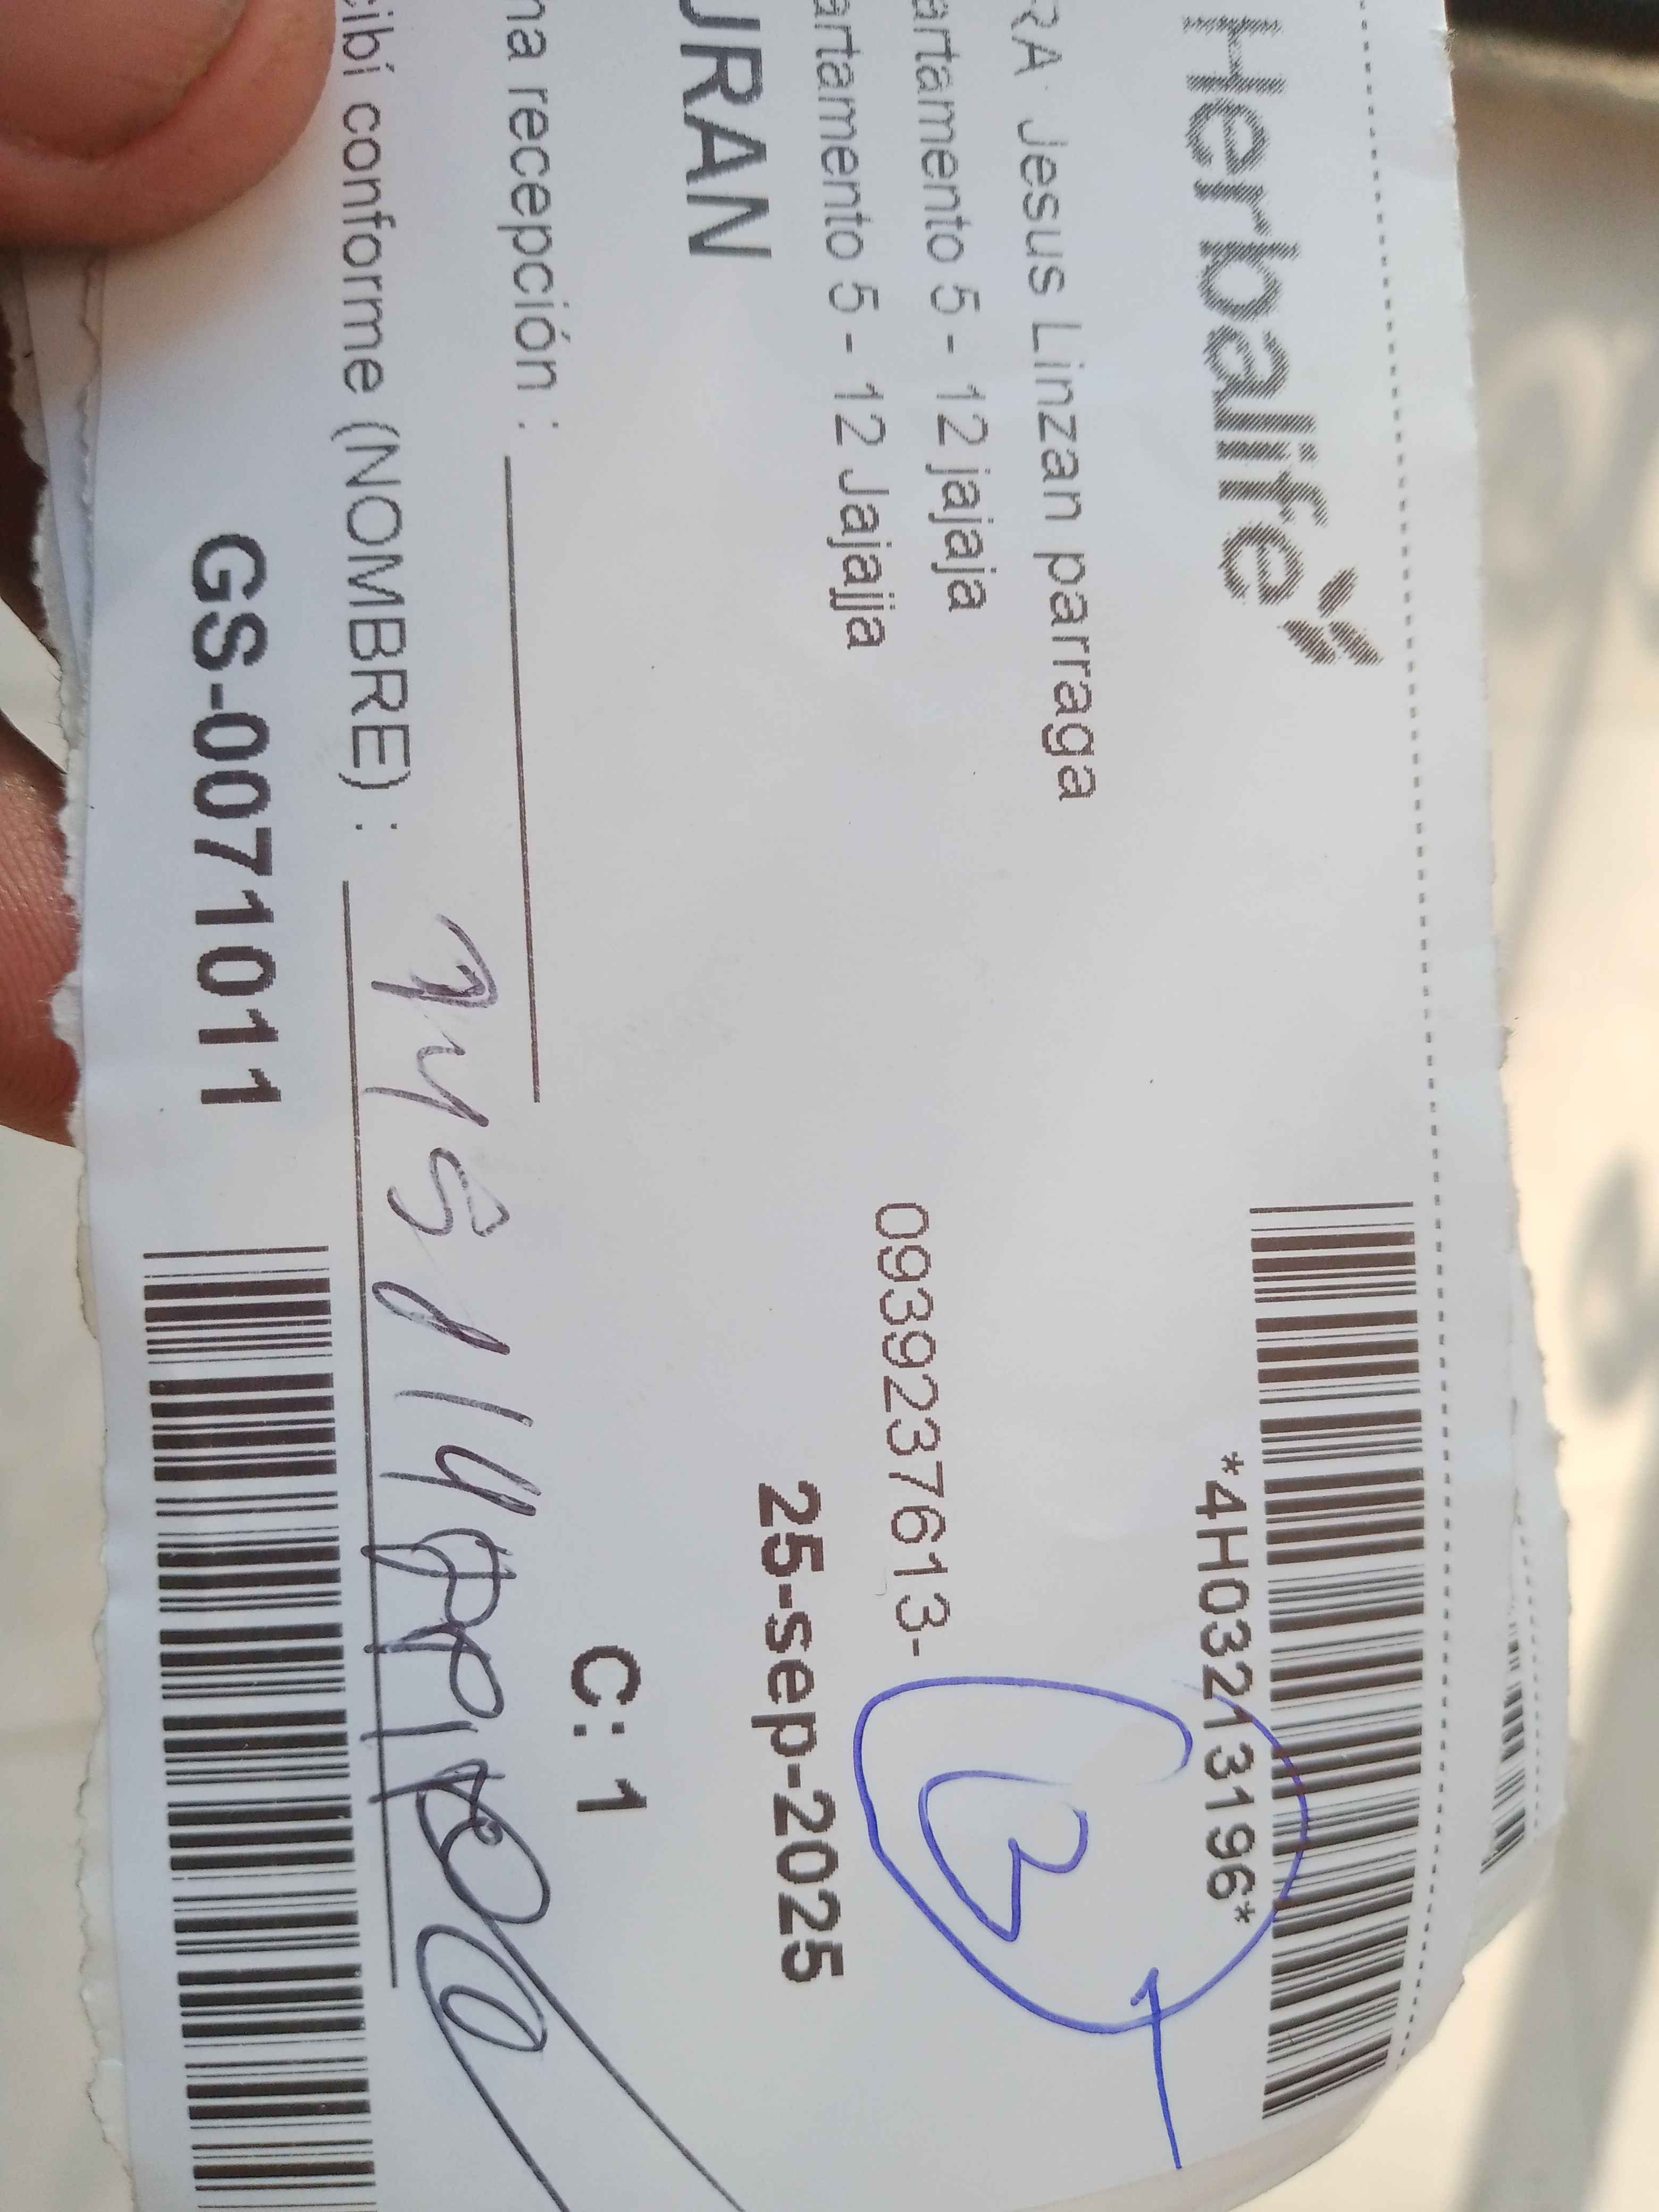 Herbalife
*4H03213196*
RA Jesus Linzan parraga
artamento 5 - 12 jajaja
0939237613-
artamento 5 - 12 Jajajja
URAN
25-sep-2025
na recepción :
C: 1
cibí conforme (NOMBRE) :
GS-0071011